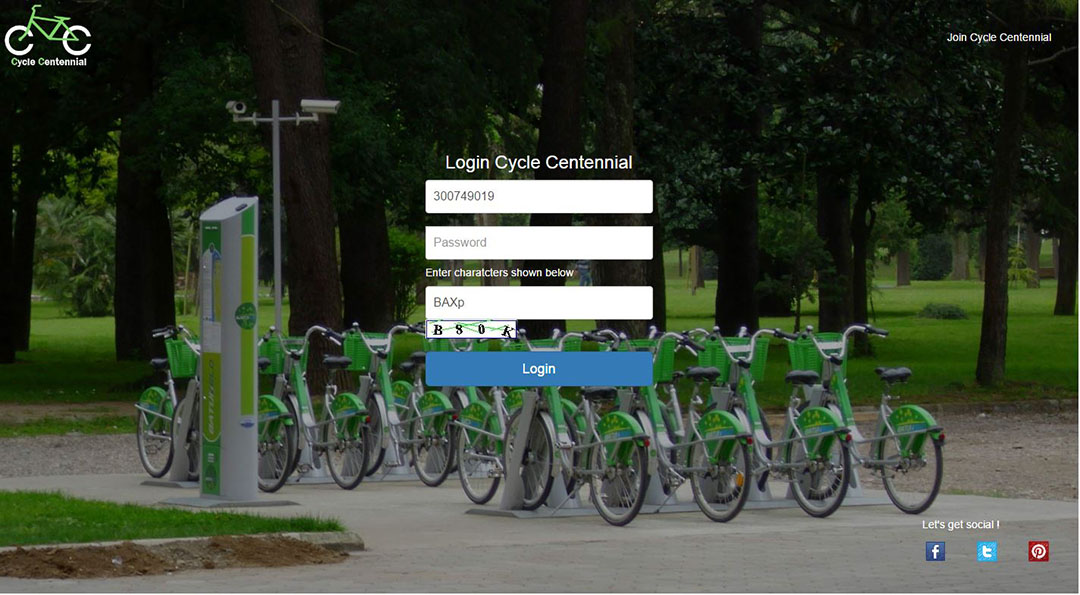 Cycle Centennial
Join Cycle Centennial
Login Cycle Centennial
300749019
Password
Enter charatcters shown below
BAXp
B 8 0 K
Login
Let's get social !